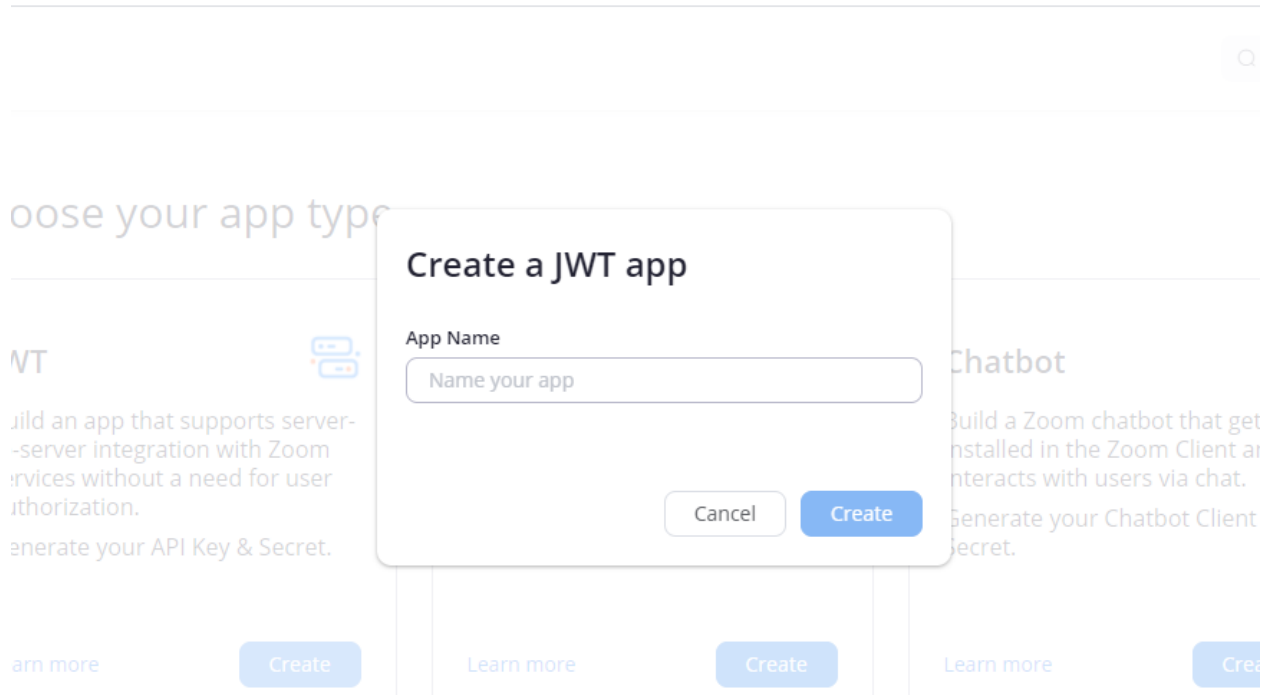 oose your app type
Create a JWT app
App Name
Name your app
Cancel
Create
WT
uild an app that supports server-
-server integration with Zoom
ervices without a need for user
uthorization.
enerate your API Key & Secret.
arn more
Create
Learn more
Create
Chatbot
Build a Zoom chatbot that get
nstalled in the Zoom Client a
nteracts with users via chat.
Generate your Chatbot Client
Secret.
Learn more
Crea